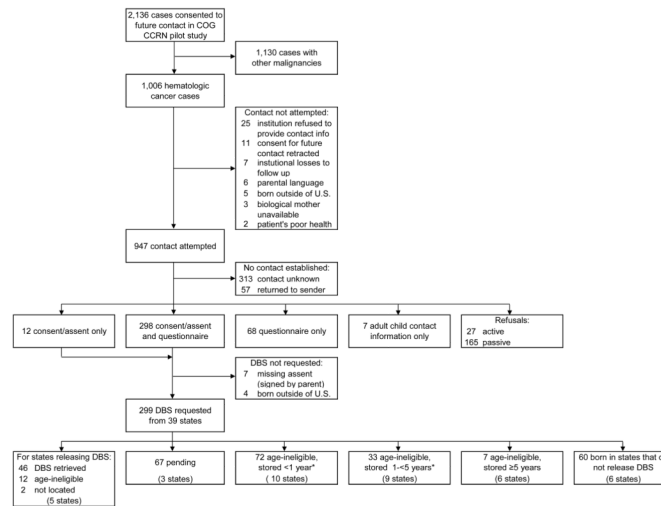 2,136 cases consented to
future contact in COG
CCRN pilot study
1,130 cases with
other malignancies
1,006 hematologic
cancer cases
Contact not attempted:
25 institution refused to
provide contact info
11 consent for future
contact retracted
7 instutional losses to
follow up
6 parental language
5 born outside of U.S.
3 biological mother
unavailable
2 patient's poor health
947 contact attempted
No contact established:
313 contact unknown
57 returned to sender
12 consent/assent only
298 consent/assent
and questionnaire
68 questionnaire only
7 adult child contact
information only
Refusals:
27 active
165 passive
DBS not requested:
7 missing assent
(signed by parent)
4 born outside of U.S.
299 DBS requested
from 39 states
For states releasing DBS:
46 DBS retrieved
12 age-ineligible
2 not located
(5 states)
67 pending
(3 states)
72 age-ineligible,
stored <1 year*
( 10 states)
33 age-ineligible,
stored 1-<5 years*
(9 states)
7 age-ineligible,
stored ≥5 years
(6 states)
60 born in states that
not release DBS
(6 states)